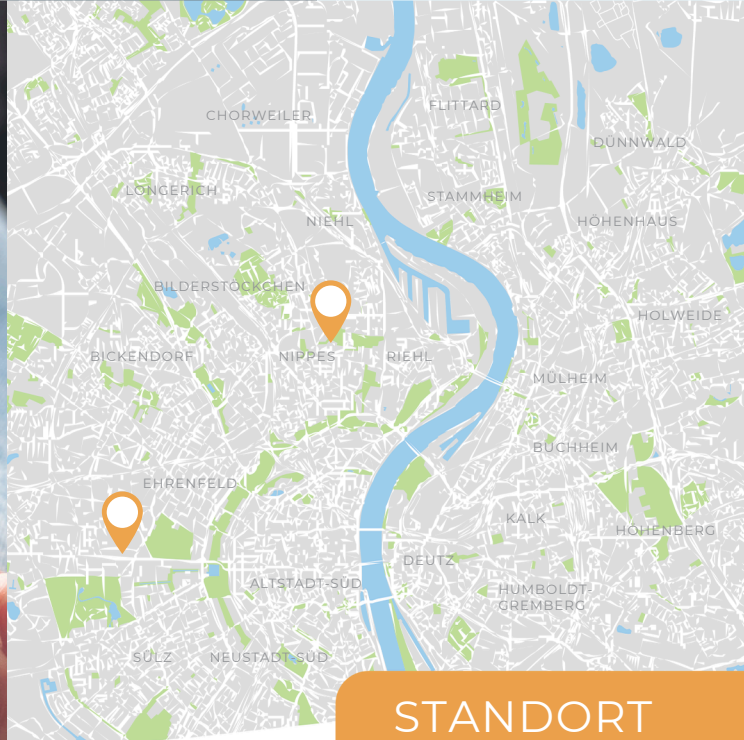 FLITTARD
CHORWEILER
DÜNNWALD
LONGERICH
STAMMHEIM
NIEHL
HÖHENHAUS
BILDERSTÖCKCHEN
HOLWEIDE
BICKENDORF
NIPPES
RIEHL
MÜLHEIM
BUCHHEIM
EHRENFELD
KALK
HÖHENBERG
DEUTZ
ALTSTADT-SÜD
HUMBOLDT-
GREMBERG
SÜLZ
NEUSTADT-SÜD
STANDORT